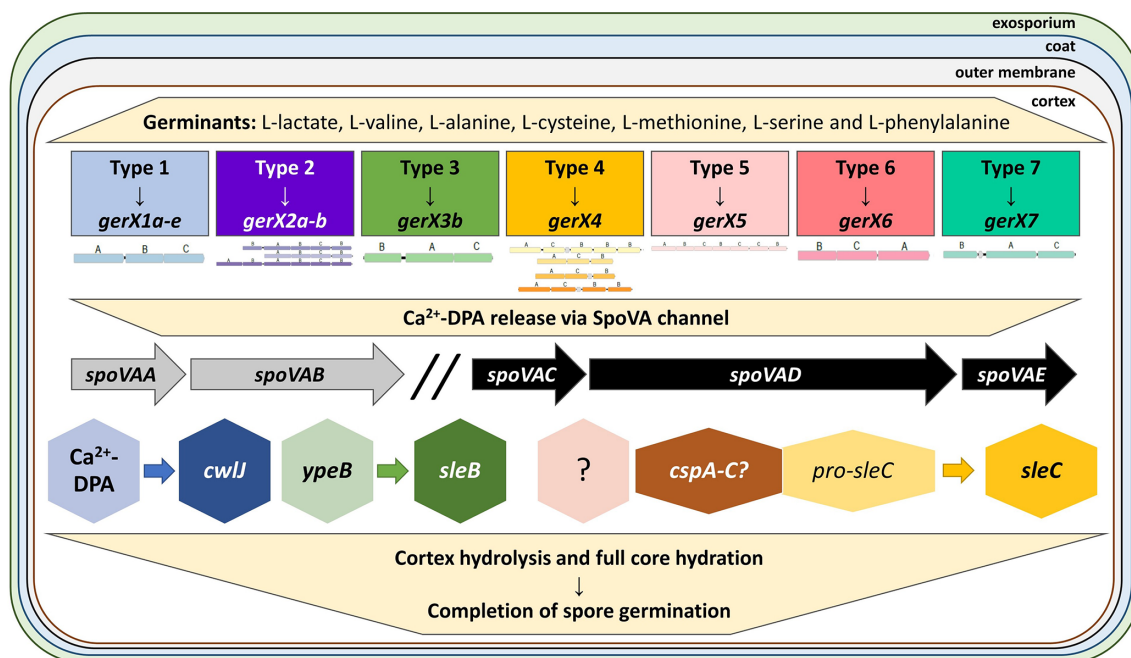 exosporium
coat
outer membrane
cortex
Germinants: L-lactate, L-valine, L-alanine, L-cysteine, L-methionine, L-serine and L-phenylalanine
Type 1 Type 2 Type 3 Type 4 Type 5 Type 6 Type 7
↓ ↓ ↓ ↓ ↓ ↓ ↓
gerX1a-e gerX2a-b gerX3b gerX4 gerX5 gerX6 gerX7
A B C
B A B C B
A B C B
A B A B C B
B A C
A C B B B
A C B
A C B
A C B B
A B C B C C B
B C A
B A C
Ca²⁺-DPA release via SpoVA channel
spoVAA spoVAB // spoVAC spoVAD spoVAE
Ca²⁺-
DPA
cwlJ ypeB sleB ? cspA-C? pro-sleC sleC
Cortex hydrolysis and full core hydration
↓
Completion of spore germination